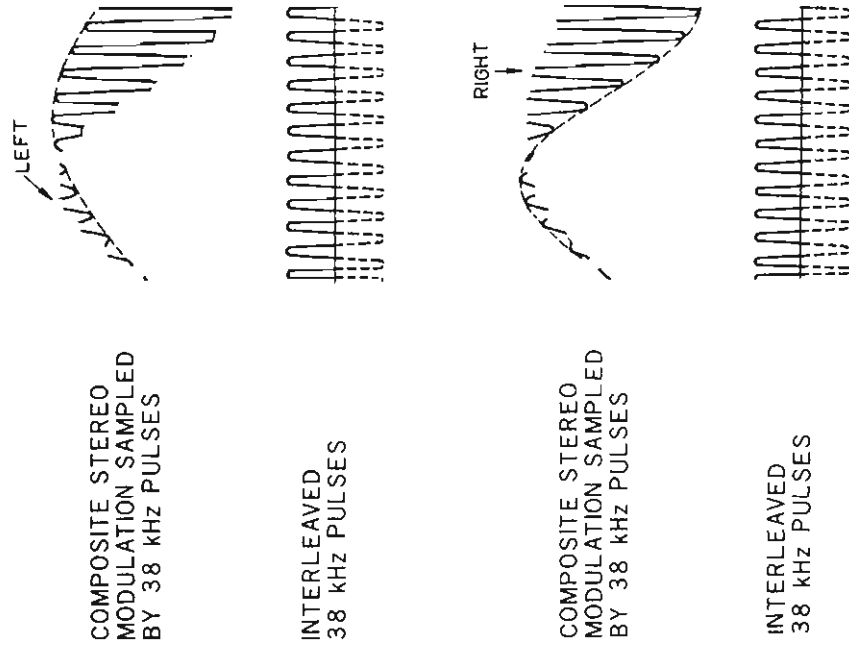 LEFT
COMPOSITE STEREO
MODULATION SAMPLED
BY 38 kHz PULSES
INTERLEAVED
38 kHz PULSES
RIGHT
COMPOSITE STEREO
MODULATION SAMPLED
BY 38 kHz PULSES
INTERLEAVED
38 kHz PULSES